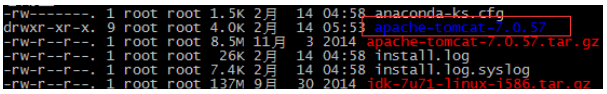 -rw-------. 1 root root 1.5K 2月 14 04:58 anaconda-ks.cfg
drwxr-xr-x. 9 root root 4.0K 2月 14 05:53 apache-tomcat-7.0.57
-rw-r--r--. 1 root root 8.5M 11月 3 2014 apache-tomcat-7.0.57.tar.gz
-rw-r--r--. 1 root root 26K 2月 14 04:58 install.log
-rw-r--r--. 1 root root 7.4K 2月 14 04:58 install.log.syslog
-rw-r--r--. 1 root root 137M 9月 30 2014 jdk-7u71-linux-i586.tar.gz